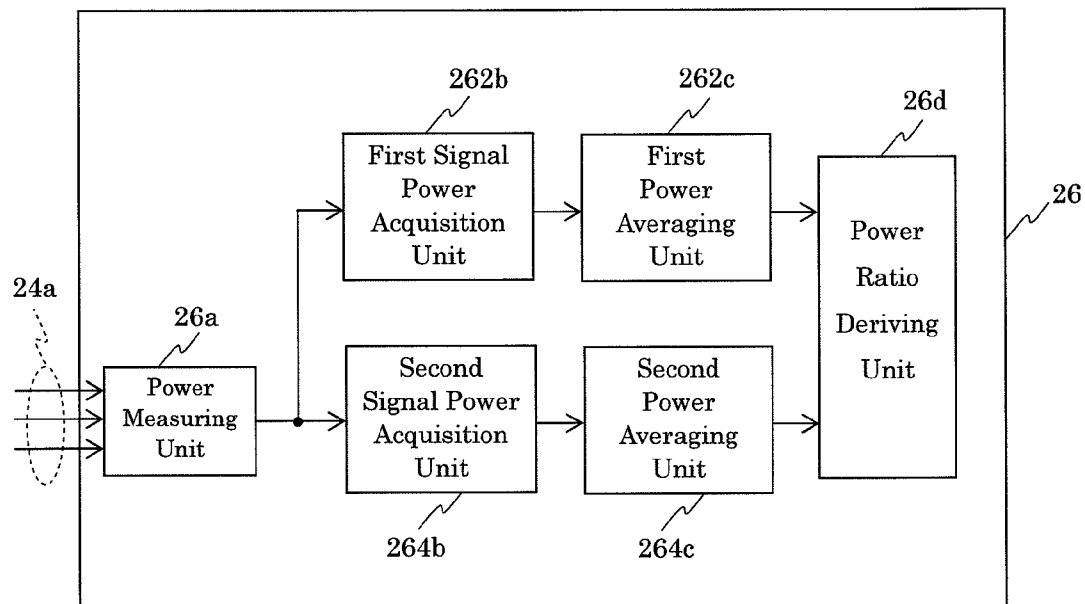 262b
262c
26d
First Signal
Power
Acquisition
Unit
First
Power
Averaging
Unit
Power
Ratio
Deriving
Unit
26
24a
26a
Power
Measuring
Unit
Second
Signal Power
Acquisition
Unit
Second
Power
Averaging
Unit
264b
264c